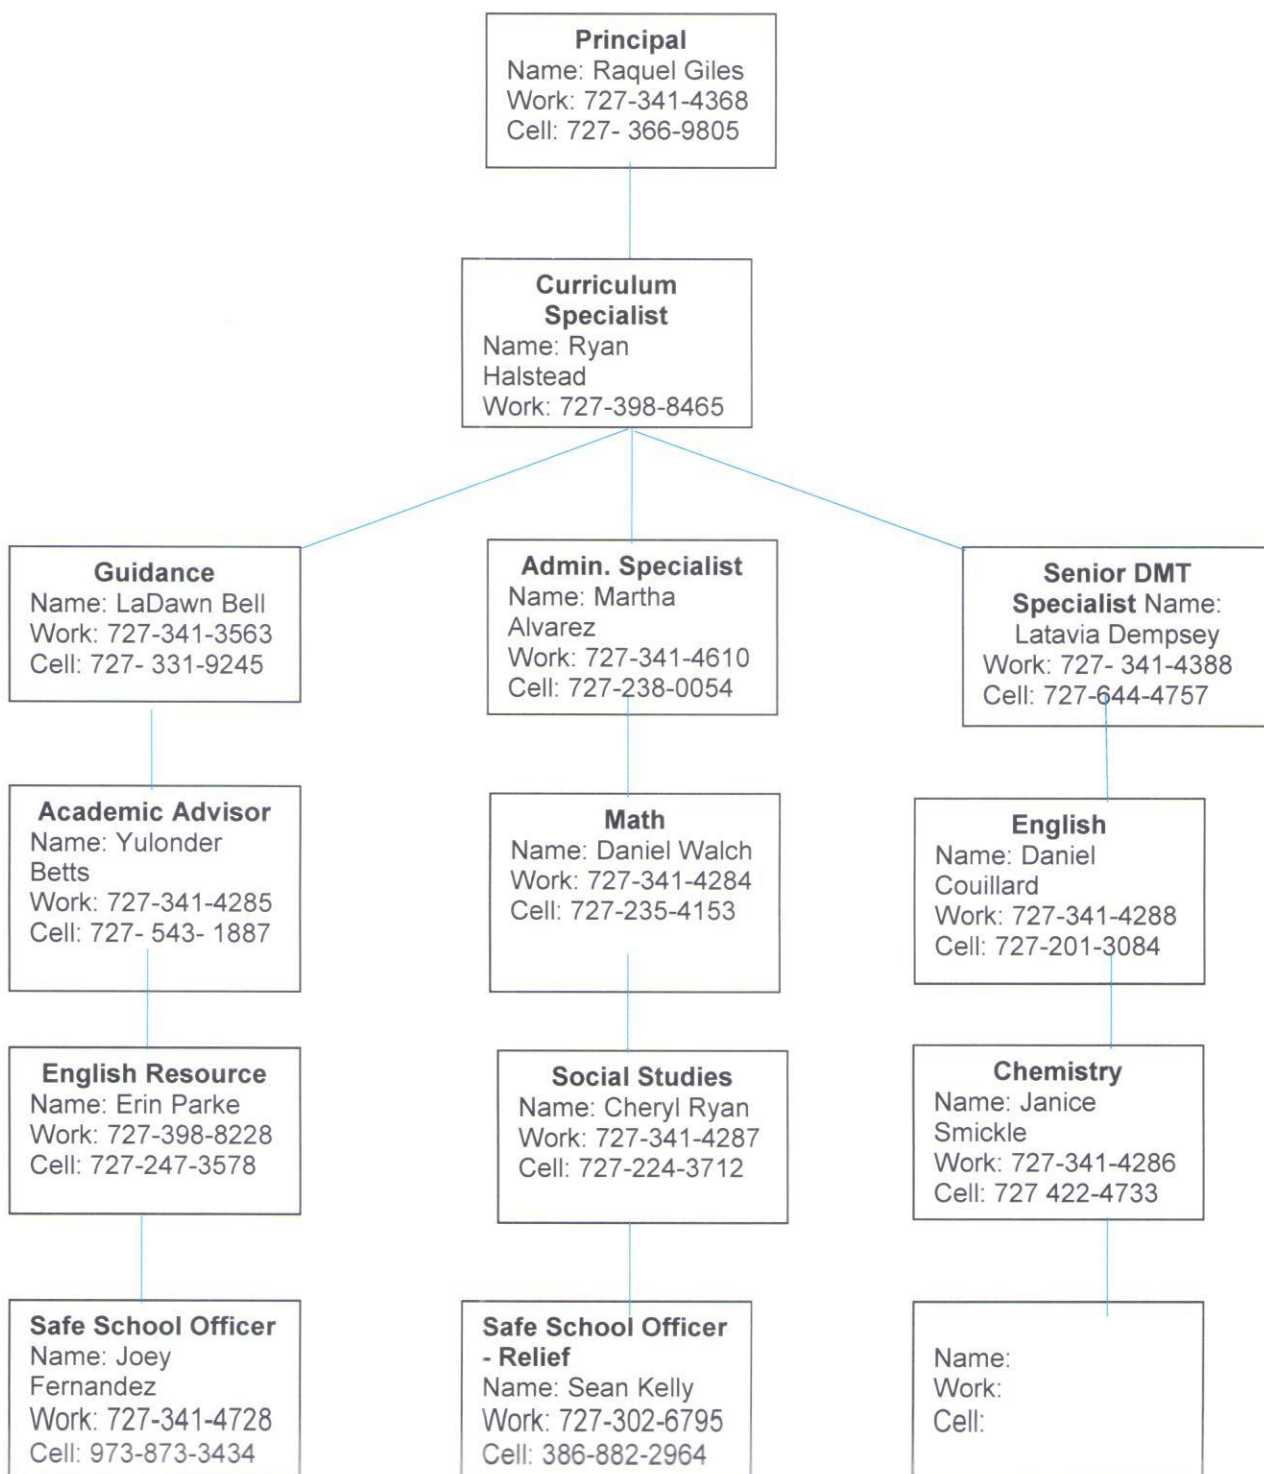 Principal
Name: Raquel Giles
Work: 727-341-4368
Cell: 727- 366-9805
Curriculum
Specialist
Name: Ryan
Halstead
Work: 727-398-8465
Guidance
Name: LaDawn Bell
Work: 727-341-3563
Cell: 727- 331-9245
Admin. Specialist
Name: Martha
Alvarez
Work: 727-341-4610
Cell: 727-238-0054
Senior DMT
Specialist Name:
Latavia Dempsey
Work: 727- 341-4388
Cell: 727-644-4757
Academic Advisor
Name: Yulonder
Betts
Work: 727-341-4285
Cell: 727- 543- 1887
Math
Name: Daniel Walch
Work: 727-341-4284
Cell: 727-235-4153
English
Name: Daniel
Couillard
Work: 727-341-4288
Cell: 727-201-3084
English Resource
Name: Erin Parke
Work: 727-398-8228
Cell: 727-247-3578
Social Studies
Name: Cheryl Ryan
Work: 727-341-4287
Cell: 727-224-3712
Chemistry
Name: Janice
Smickle
Work: 727-341-4286
Cell: 727 422-4733
Safe School Officer
Name: Joey
Fernandez
Work: 727-341-4728
Cell: 973-873-3434
Safe School Officer
- Relief
Name: Sean Kelly
Work: 727-302-6795
Cell: 386-882-2964
Name:
Work:
Cell: